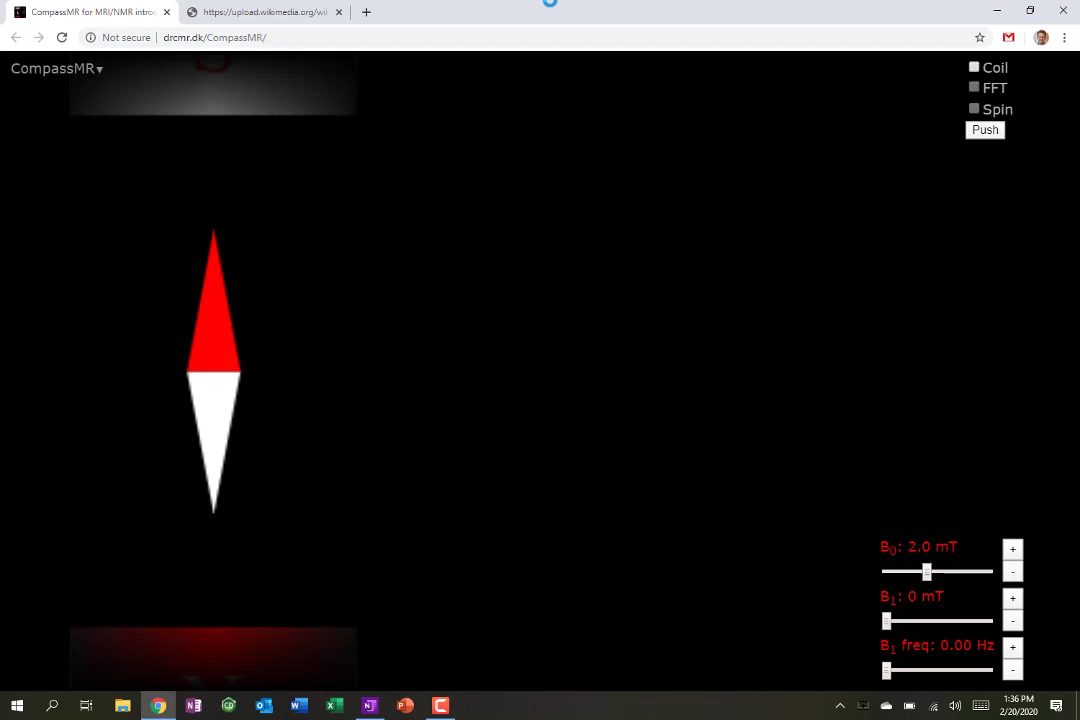 CompassMR for MRI/NMR introd
https://upload.wikimedia.org/wi
Not secure | drcmr.dk/CompassMR/
CompassMR▾
Coil
FFT
Spin
Push
B₀: 2.0 mT
+
-
B₁: 0 mT
+
-
B₁ freq: 0.00 Hz
+
-
1:36 PM
2/20/2020